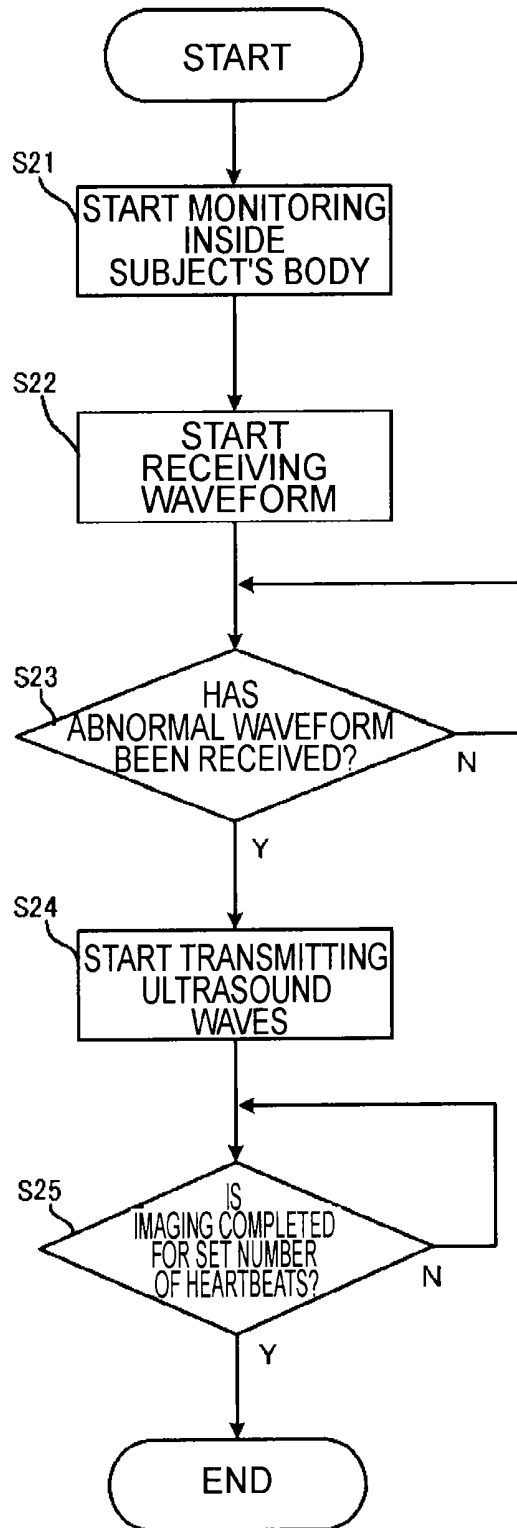 START
S21
START MONITORING
INSIDE
SUBJECT'S BODY
S22
START
RECEIVING
WAVEFORM
S23
HAS
ABNORMAL WAVEFORM
BEEN RECEIVED?
N
Y
S24
START TRANSMITTING
ULTRASOUND
WAVES
S25
IS
IMAGING COMPLETED
FOR SET NUMBER
OF HEARTBEATS?
N
Y
END